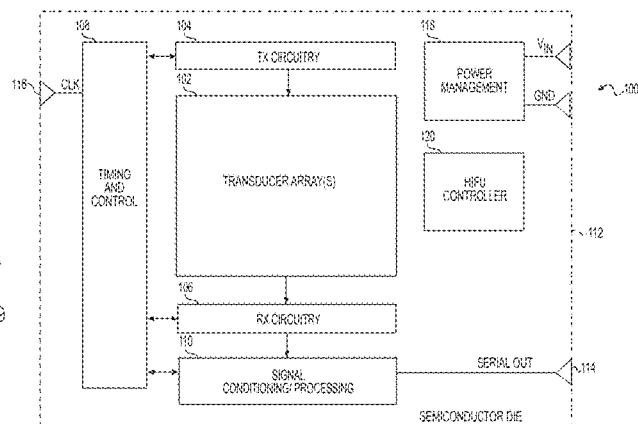 108
104
TX CIRCUITRY
118
POWER
MANAGEMENT
VIN
GND
100
116
CLK
102
TRANSDUCER ARRAY(S)
TIMING
AND
CONTROL
120
HIFU
CONTROLLER
112
106
RX CIRCUITRY
110
SIGNAL
CONDITIONING/PROCESSING
SERIAL OUT
114
SEMICONDUCTOR DIE